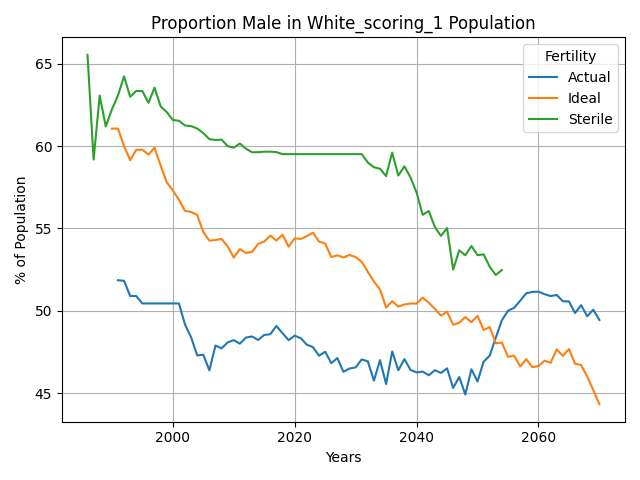 Proportion Male in White_scoring_1 Population
% of Population
65
60
55
50
45
2000
2020
2040
2060
Years
Fertility
Actual
Ideal
Sterile